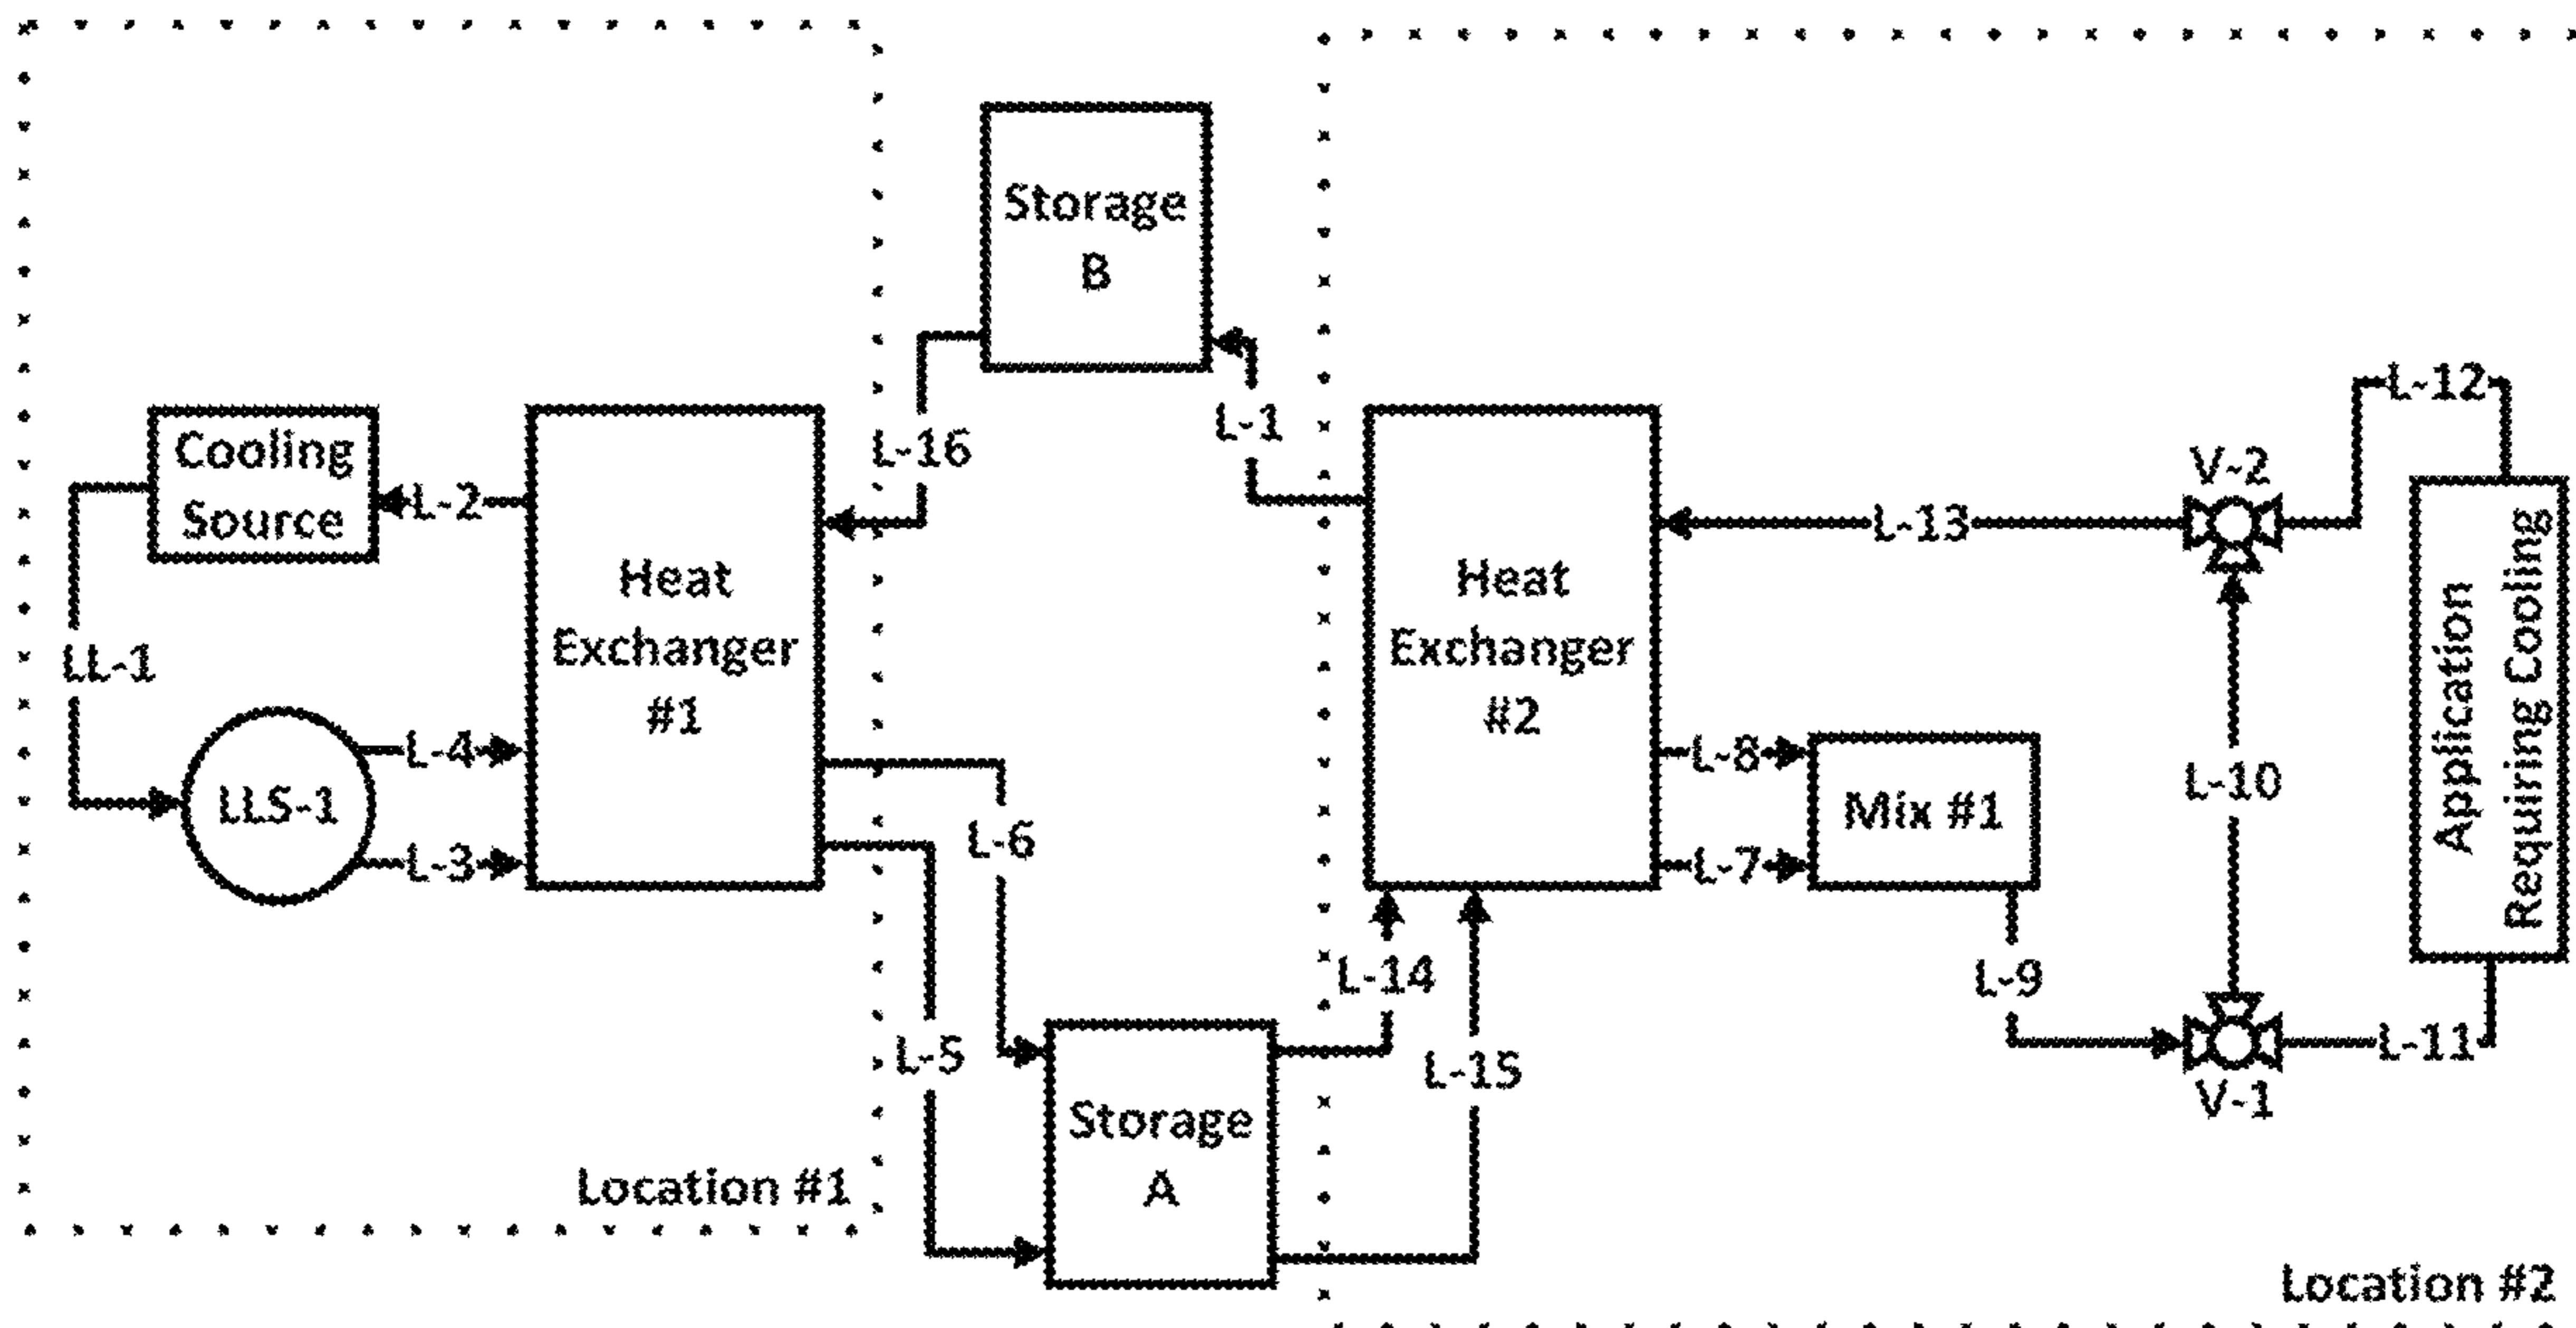 Storage
B
L-12
L-1
L-16
Cooling
Source
L-2
V-2
L-13
Heat
Exchanger
#1
Heat
Exchanger
#2
Application
Requiring Cooling
LL-1
L-4
LLS-1
L-3
L-8
Mix #1
L-7
L-10
L-6
L-14
L-9
L-5
L-15
L-11
V-1
Storage
A
Location #1
Location #2